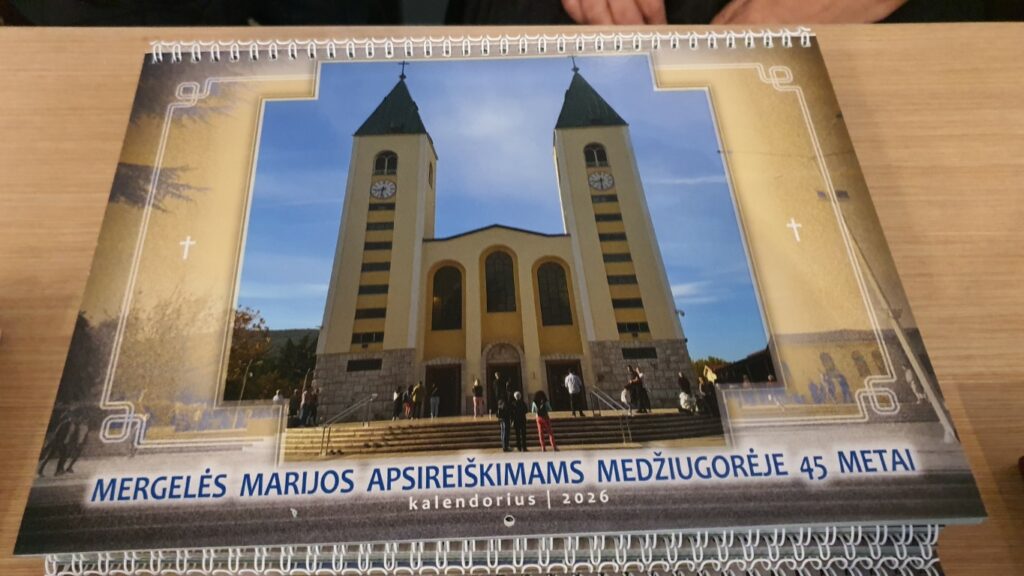 MERGELĖS MARIJOS APSIREIŠKIMAMS MEDŽIUGORĖJE 45 METAI
kalendorius | 2026